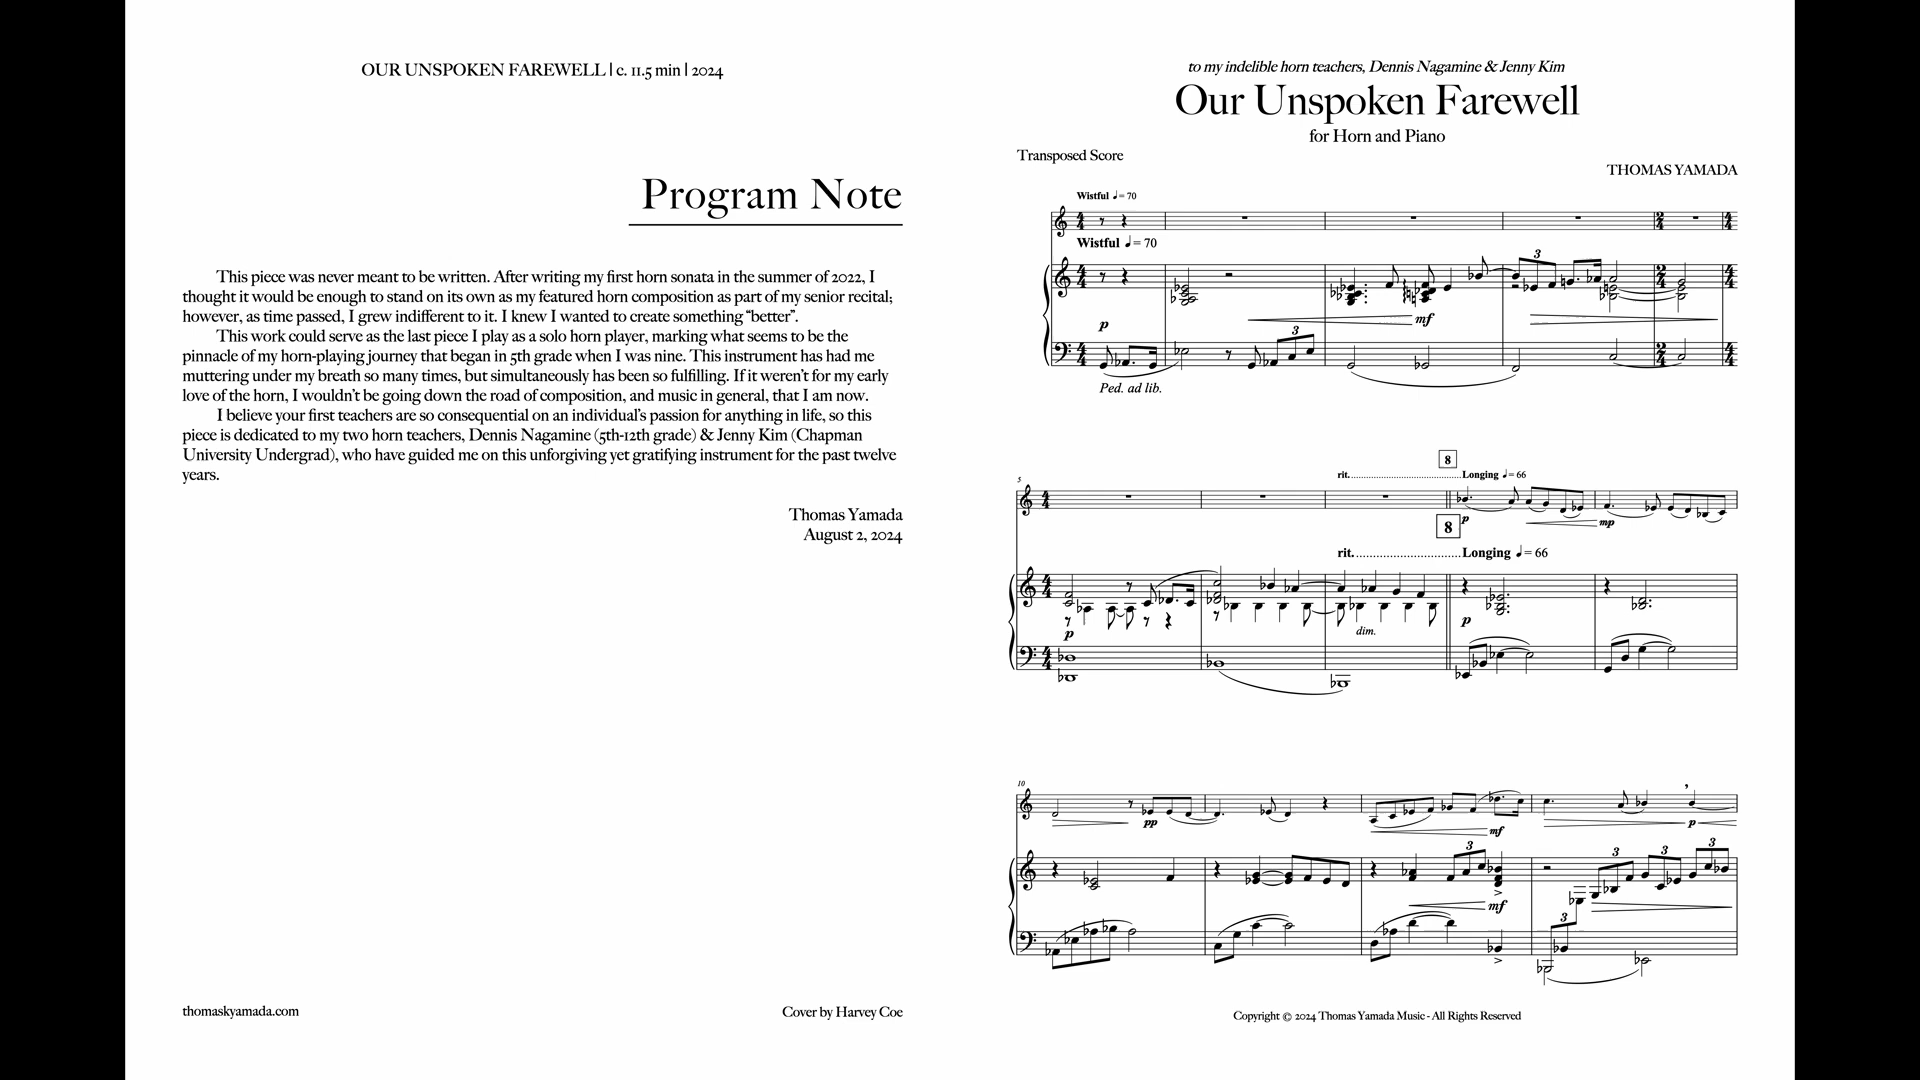 OUR UNSPOKEN FAREWELL | c. 11.5 min | 2024
Program Note
This piece was never meant to be written. After writing my first horn sonata in the summer of 2022, I
thought it would be enough to stand on its own as my featured horn composition as part of my senior recital;
however, as time passed, I grew indifferent to it. I knew I wanted to create something “better”.
This work could serve as the last piece I play as a solo horn player, marking what seems to be the
pinnacle of my horn-playing journey that began in 5th grade when I was nine. This instrument has had me
muttering under my breath so many times, but simultaneously has been so fulfilling. If it weren't for my early
love of the horn, I wouldn't be going down the road of composition, and music in general, that I am now.
I believe your first teachers are so consequential on an individual's passion for anything in life, so this
piece is dedicated to my two horn teachers, Dennis Nagamine (5th-12th grade) & Jenny Kim (Chapman
University Undergrad), who have guided me on this unforgiving yet gratifying instrument for the past twelve
years.
Thomas Yamada
August 2, 2024
thomaskyamada.com
Cover by Harvey Coe
to my indelible horn teachers, Dennis Nagamine & Jenny Kim
Our Unspoken Farewell
for Horn and Piano
Transposed Score
THOMAS YAMADA
Wistful ♩ = 70
Wistful ♩ = 70
3
p
mf
3
Ped. ad lib.
8
5
rit. Longing ♩ = 66
p
mp
8
rit. Longing ♩ = 66
p
dim.
p
10
pp
mf
p
3
3
3
3
mf
3
Copyright © 2024 Thomas Yamada Music - All Rights Reserved